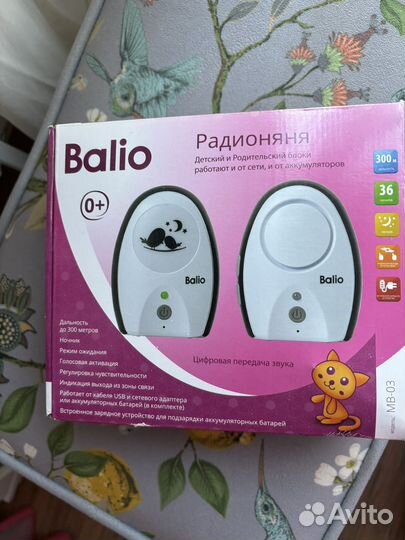 Balio
Радионяня
Детский и Родительский блоки
работают и от сети, и от аккумуляторов
0+
300 м
36
Balio
Balio
Дальность
до 300 метров
Ночник
Режим ожидания
Голосовая активация
Регулировка чувствительности
Индикация выхода из зоны связи
Работает от кабеля USB и сетевого адаптера
или аккумуляторных батарей (в комплекте)
Встроенное зарядное устройство для подзарядки аккумуляторных батарей
Цифровая передача звука
MB-03
Avito